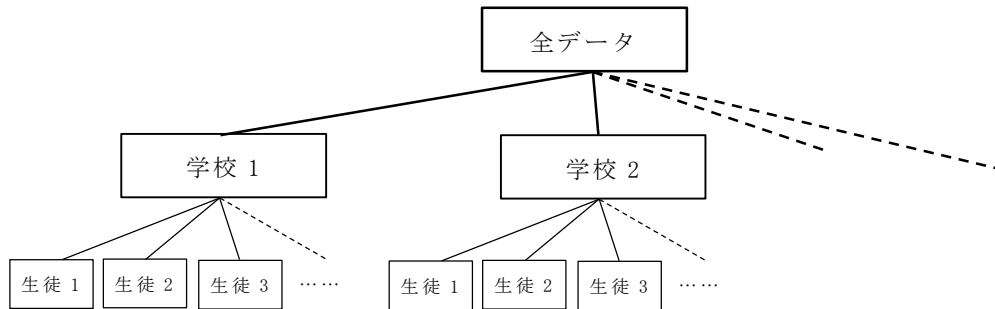 全データ
学校 1
学校 2
生徒 1
生徒 2
生徒 3
……
生徒 1
生徒 2
生徒 3
……